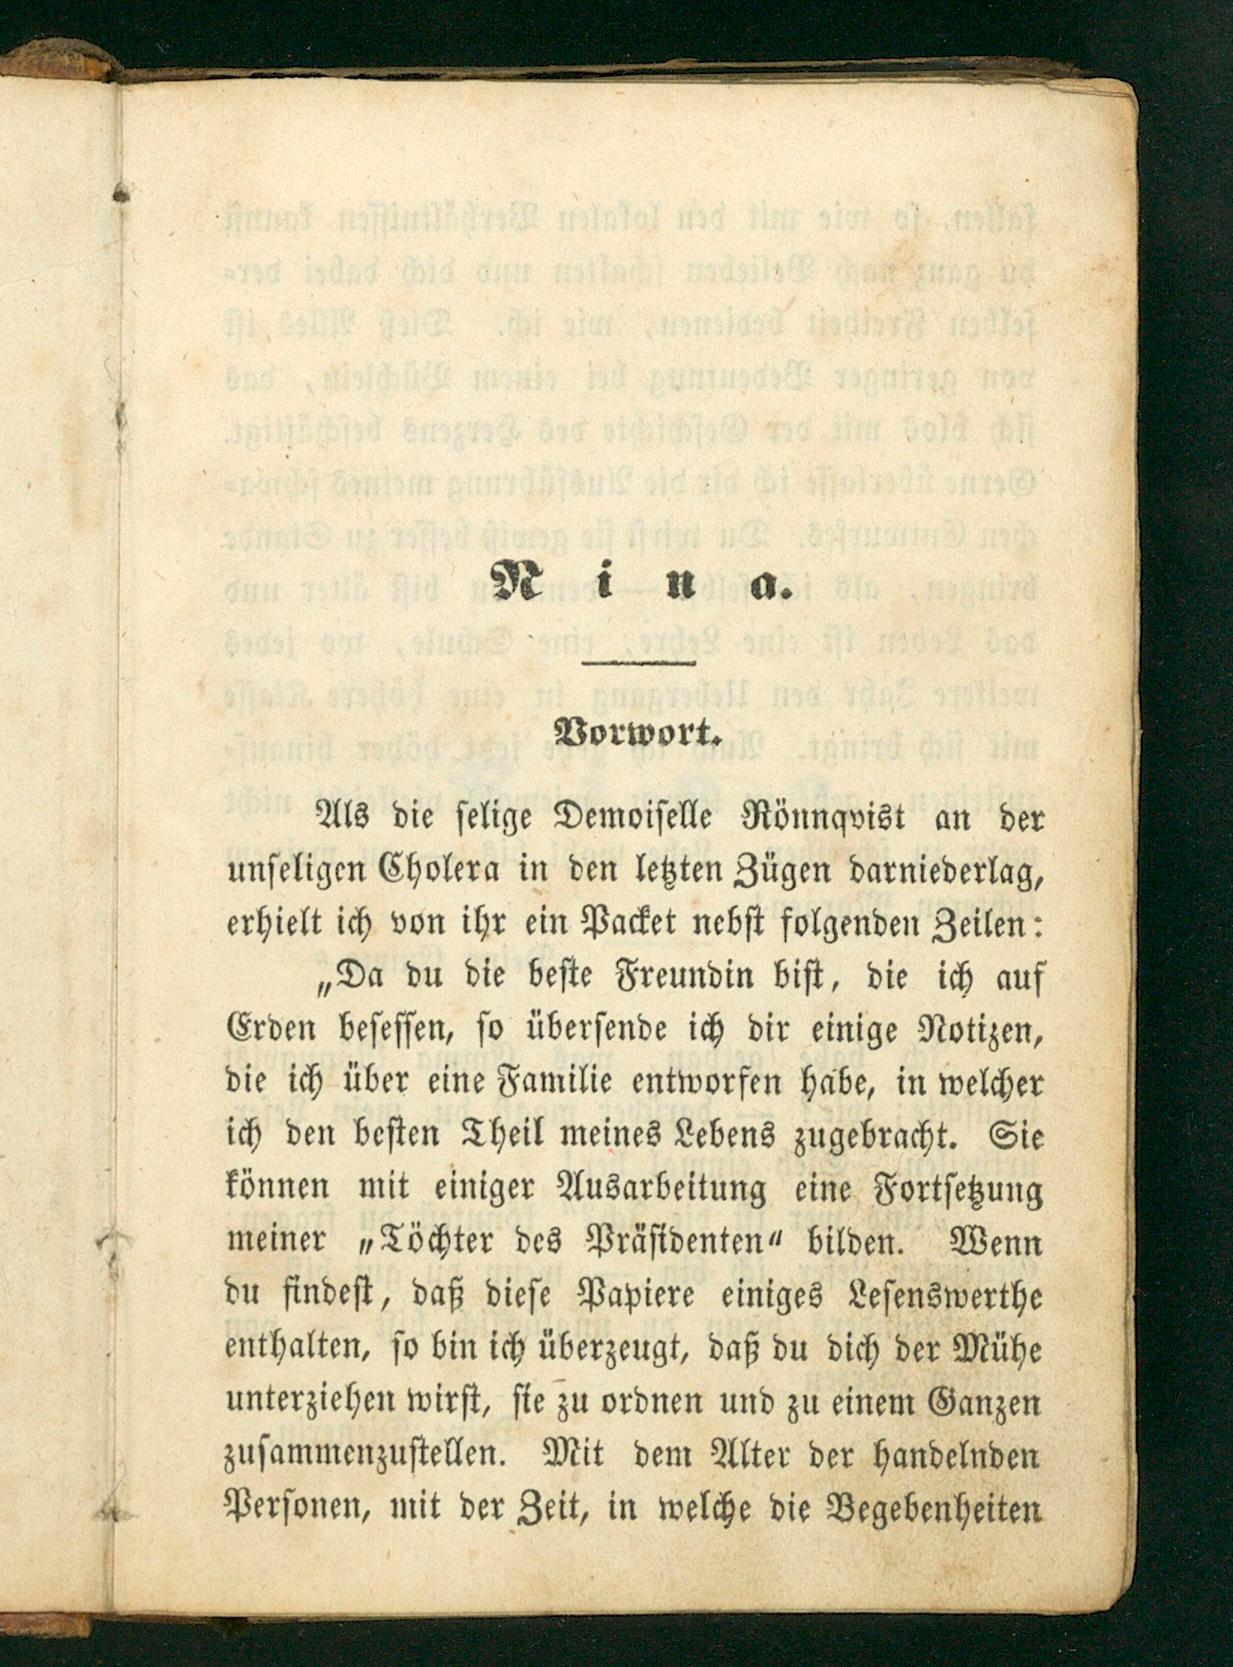 Nina.
Vorwort.
Als die selige Demoiselle Rönnqvist an der
unseligen Cholera in den letzten Zügen darniederlag,
erhielt ich von ihr ein Packet nebst folgenden Zeilen:
„Da du die beste Freundin bist, die ich auf
Erden besessen, so übersende ich dir einige Notizen,
die ich über eine Familie entworfen habe, in welcher
ich den besten Theil meines Lebens zugebracht. Sie
können mit einiger Ausarbeitung eine Fortsetzung
meiner „Töchter des Präsidenten“ bilden. Wenn
du findest, daß diese Papiere einiges Lesenswerthe
enthalten, so bin ich überzeugt, daß du dich der Mühe
unterziehen wirst, sie zu ordnen und zu einem Ganzen
zusammenzustellen. Mit dem Alter der handelnden
Personen, mit der Zeit, in welche die Begebenheiten